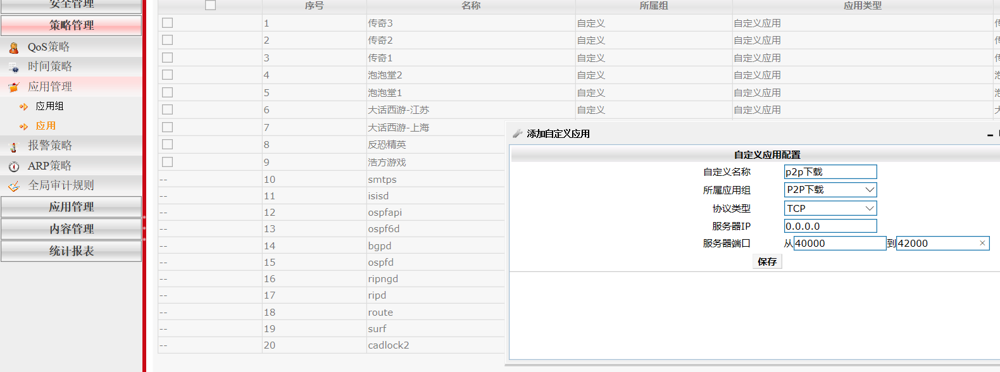 安全管理
策略管理
QoS策略
时间策略
应用管理
应用组
应用
报警策略
ARP策略
全局审计规则
应用管理
内容管理
统计报表
序号 名称 所属组 应用类型
1 传奇3 自定义 自定义应用
2 传奇2 自定义 自定义应用
3 传奇1 自定义 自定义应用
4 泡泡堂2 自定义 自定义应用
5 泡泡堂1 自定义 自定义应用
6 大话西游-江苏 自定义 自定义应用
7 大话西游-上海
8 反恐精英
9 浩方游戏
-- 10 smtps
-- 11 isisd
-- 12 ospfapi
-- 13 ospf6d
-- 14 bgpd
-- 15 ospfd
-- 16 ripngd
-- 17 ripd
-- 18 route
-- 19 surf
-- 20 cadlock2
添加自定义应用
自定义应用配置
自定义名称 p2p下载
所属应用组 P2P下载
协议类型 TCP
服务器IP 0.0.0.0
服务器端口 从40000到42000
保存